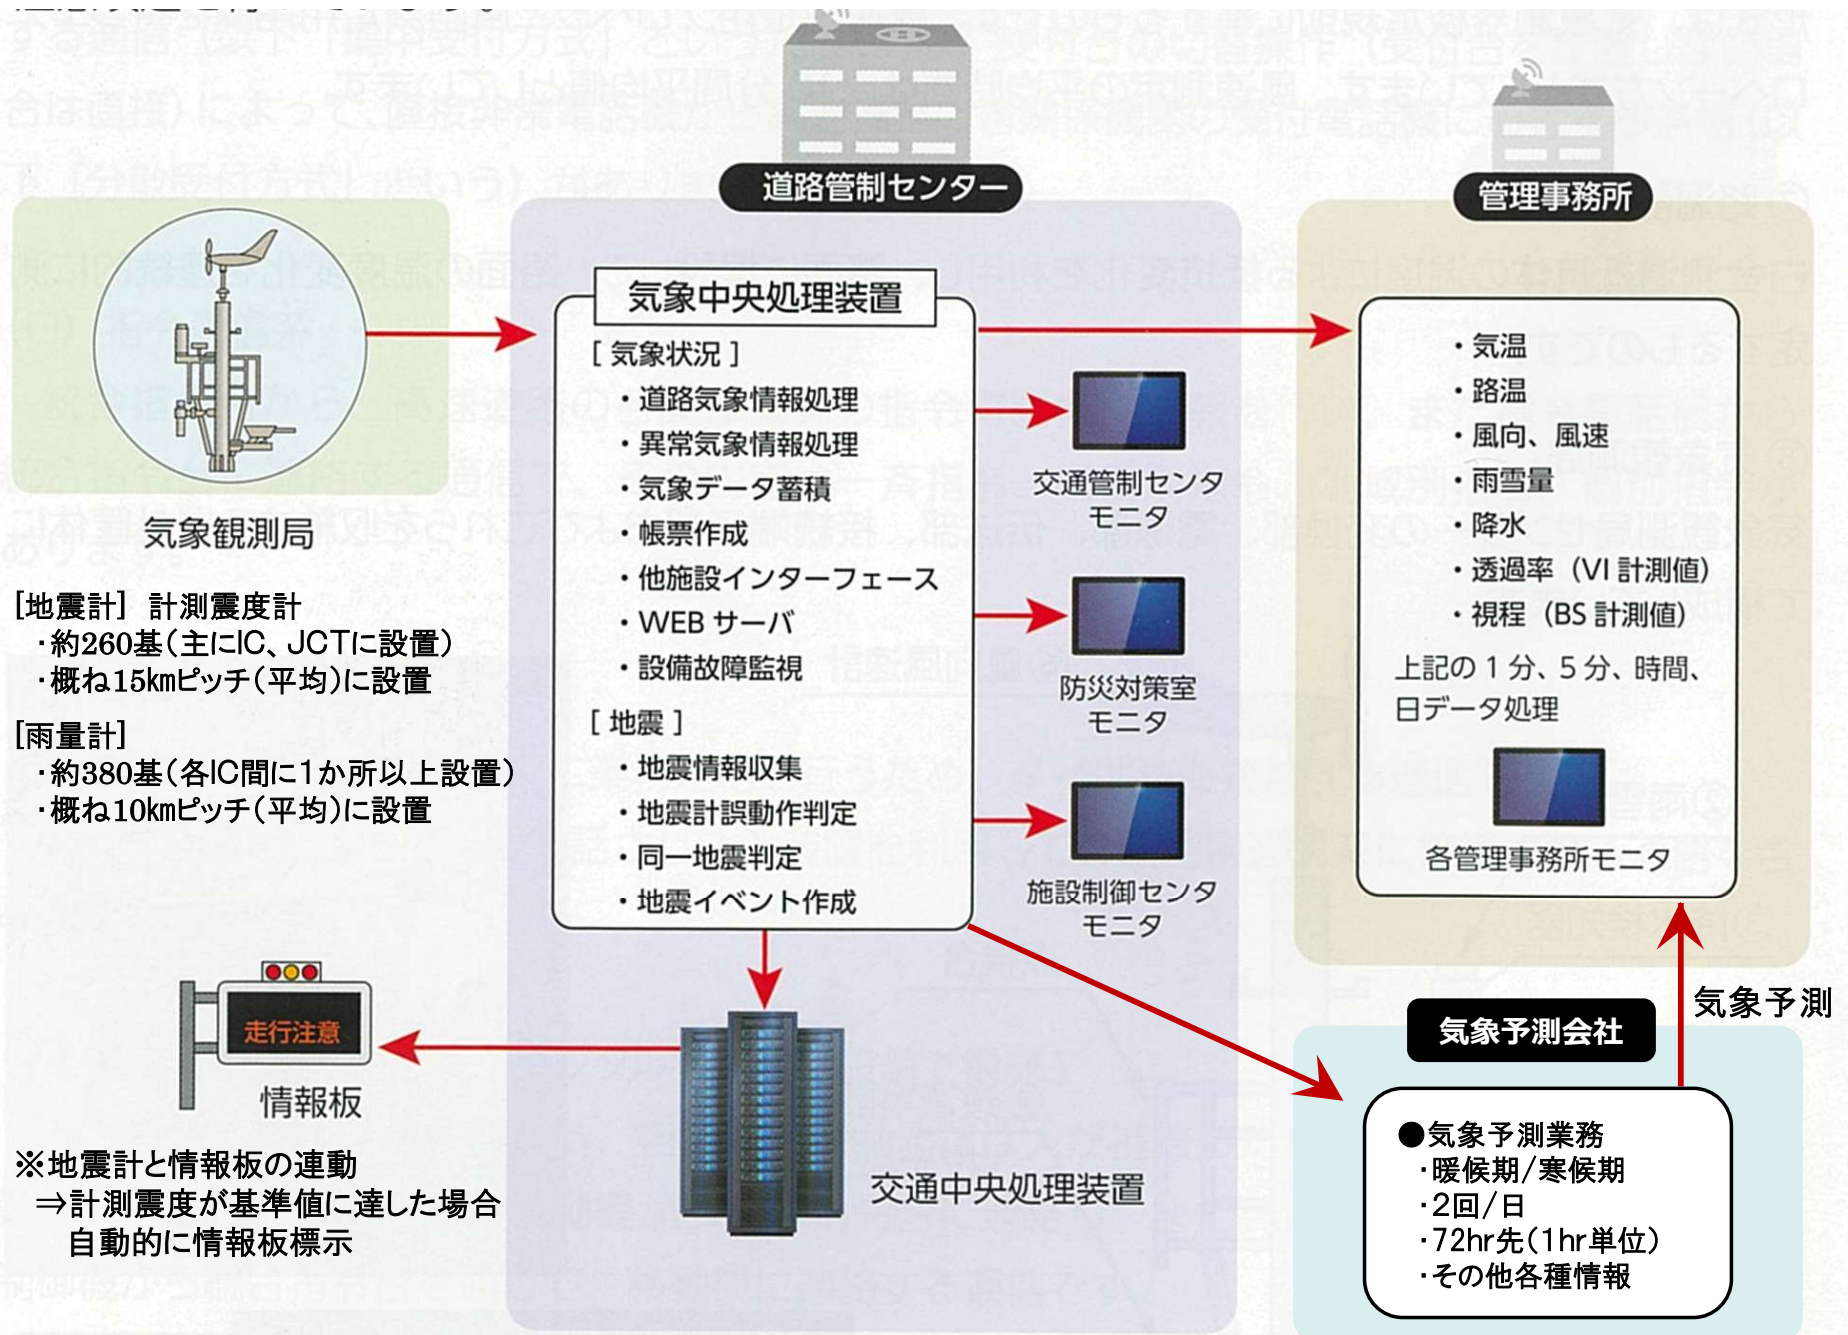 道路管制センター
管理事務所
気象中央処理装置
[ 気象状況 ]
・道路気象情報処理
・異常気象情報処理
・気象データ蓄積
・帳票作成
・他施設インターフェース
・WEB サーバ
・設備故障監視
[ 地震 ]
・地震情報収集
・地震計誤動作判定
・同一地震判定
・地震イベント作成
気象観測局
[地震計] 計測震度計
・約260基(主にIC、JCTに設置)
・概ね15kmピッチ(平均)に設置
[雨量計]
・約380基(各IC間に1か所以上設置)
・概ね10kmピッチ(平均)に設置
交通管制センタ
モニタ
防災対策室
モニタ
施設制御センタ
モニタ
・気温
・路温
・風向、風速
・雨雪量
・降水
・透過率（VI 計測値）
・視程（BS 計測値）
上記の 1 分、5 分、時間、
日データ処理
各管理事務所モニタ
走行注意
情報板
※地震計と情報板の連動
⇒計測震度が基準値に達した場合
自動的に情報板標示
交通中央処理装置
気象予測
気象予測会社
●気象予測業務
・暖候期/寒候期
・2回/日
・72hr先(1hr単位)
・その他各種情報